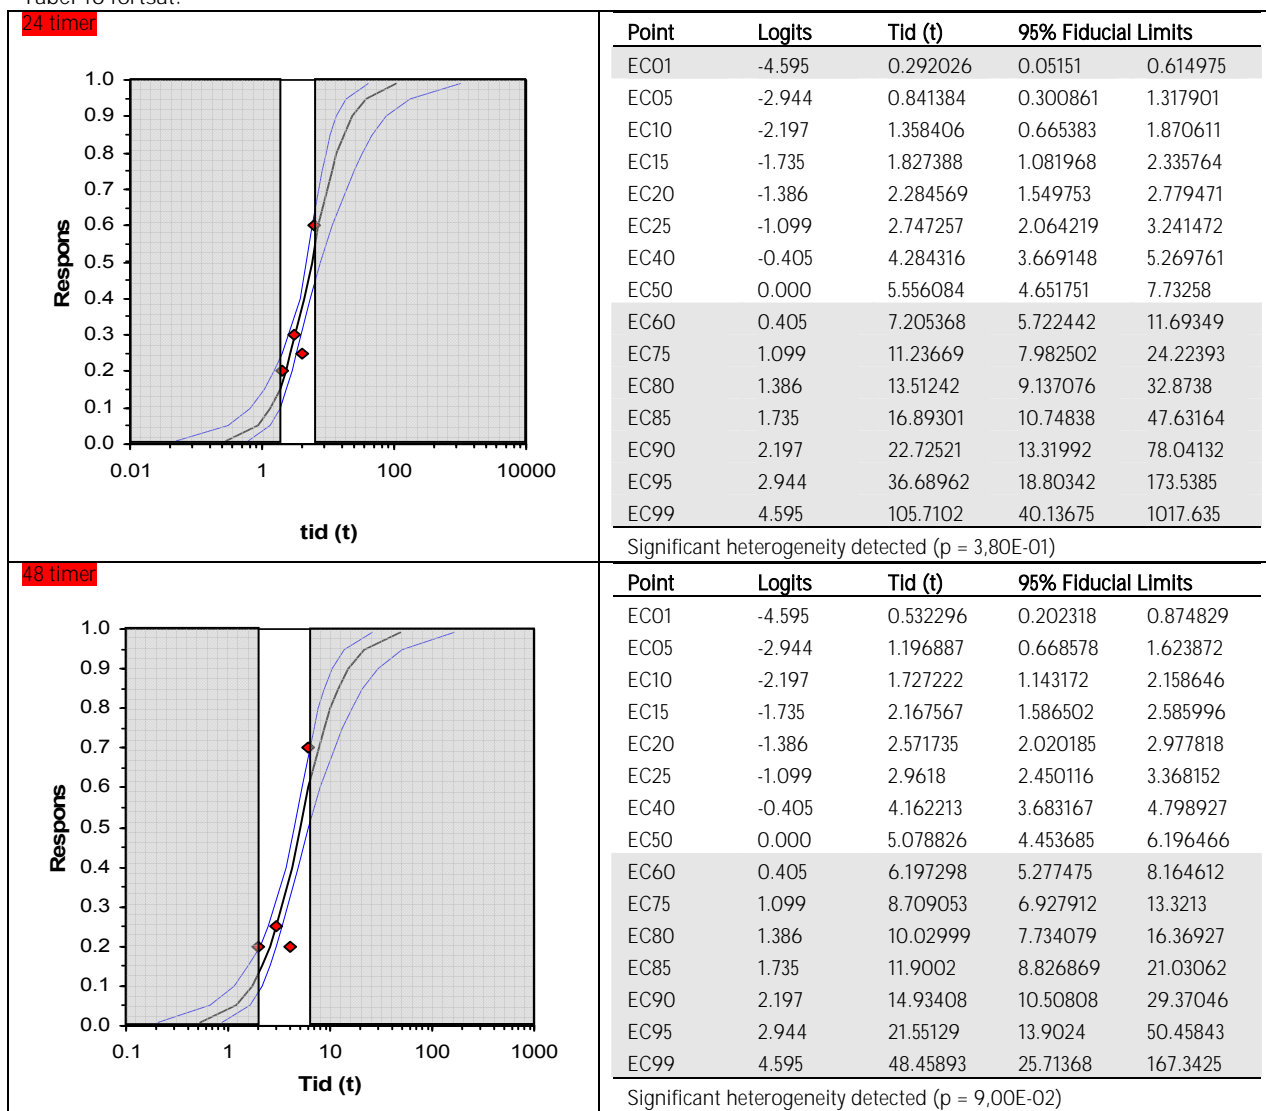 Tabel 16 fortsat.
24 timer
1.0
0.9
0.8
0.7
0.6
0.5
0.4
0.3
0.2
0.1
0.0
Respons
0.01 1 100 10000
tid (t)
Point Logits Tid (t) 95% Fiducial Limits
EC01 -4.595 0.292026 0.05151 0.614975
EC05 -2.944 0.841384 0.300861 1.317901
EC10 -2.197 1.358406 0.665383 1.870611
EC15 -1.735 1.827388 1.081968 2.335764
EC20 -1.386 2.284569 1.549753 2.779471
EC25 -1.099 2.747257 2.064219 3.241472
EC40 -0.405 4.284316 3.669148 5.269761
EC50 0.000 5.556084 4.651751 7.73258
EC60 0.405 7.205368 5.722442 11.69349
EC75 1.099 11.23669 7.982502 24.22393
EC80 1.386 13.51242 9.137076 32.8738
EC85 1.735 16.89301 10.74838 47.63164
EC90 2.197 22.72521 13.31992 78.04132
EC95 2.944 36.68962 18.80342 173.5385
EC99 4.595 105.7102 40.13675 1017.635
Significant heterogeneity detected (p = 3,80E-01)
48 timer
1.0
0.9
0.8
0.7
0.6
0.5
0.4
0.3
0.2
0.1
0.0
Respons
0.1 1 10 100 1000
Tid (t)
Point Logits Tid (t) 95% Fiducial Limits
EC01 -4.595 0.532296 0.202318 0.874829
EC05 -2.944 1.196887 0.668578 1.623872
EC10 -2.197 1.727222 1.143172 2.158646
EC15 -1.735 2.167567 1.586502 2.585996
EC20 -1.386 2.571735 2.020185 2.977818
EC25 -1.099 2.9618 2.450116 3.368152
EC40 -0.405 4.162213 3.683167 4.798927
EC50 0.000 5.078826 4.453685 6.196466
EC60 0.405 6.197298 5.277475 8.164612
EC75 1.099 8.709053 6.927912 13.3213
EC80 1.386 10.02999 7.734079 16.36927
EC85 1.735 11.9002 8.826869 21.03062
EC90 2.197 14.93408 10.50808 29.37046
EC95 2.944 21.55129 13.9024 50.45843
EC99 4.595 48.45893 25.71368 167.3425
Significant heterogeneity detected (p = 9,00E-02)